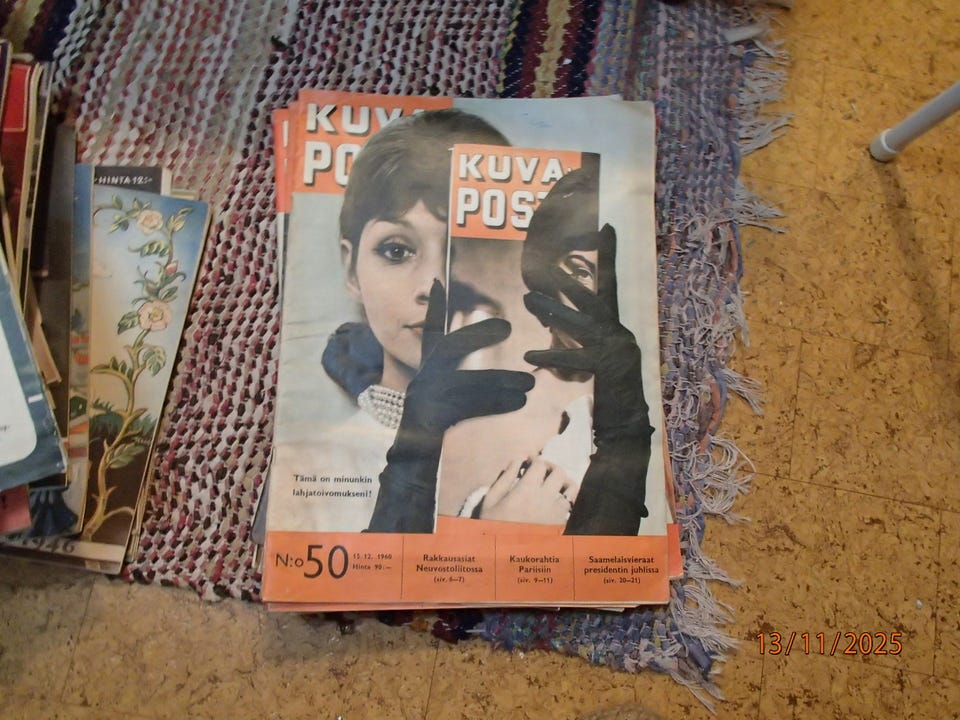 HINTA 125:-
KUVA
PO
KUVA-
POS
Tämä on minunkin
lahjatoivomukseni!
N:o 50
15. 12. 1960
Hinta 90:—
Rakkausasiat
Neuvostoliitossa
(siv. 6—7)
Kaukorahtia
Pariisiin
(siv. 9—11)
Saamelaisvieraat
presidentin juhlissa
(siv. 20—21)
13/11/2025